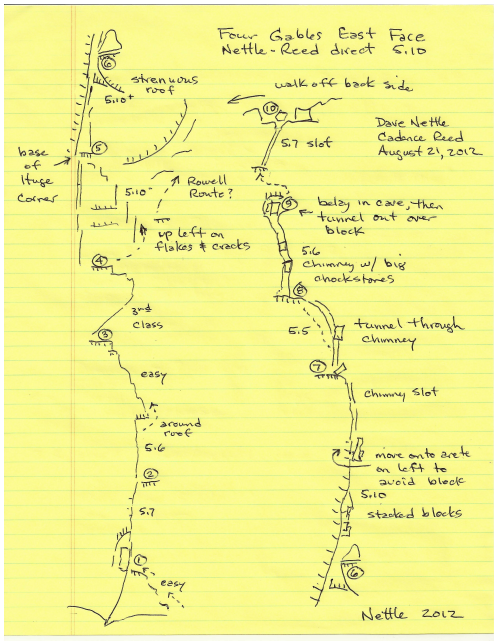 Four Gables East Face
Nettle-Reed direct 5.10
walk off back side
Dave Nettle
Cadence Reed
August 21, 2012
6
strenuous
roof
5.10+
5
base
of
Huge
Corner
5.10-
Rowell
Route?
up left on
flakes & cracks
4
3rd
class
3
easy
around
roof
5.6
2
5.7
1
easy
10
5.7 slot
9
belay in cave, then
tunnel out over
block
5.6
chimney w/ big
chockstones
8
5.5
tunnel through
chimney
7
chimney slot
move onto arete
on left to
avoid block
5.10
stacked blocks
6
Nettle 2012